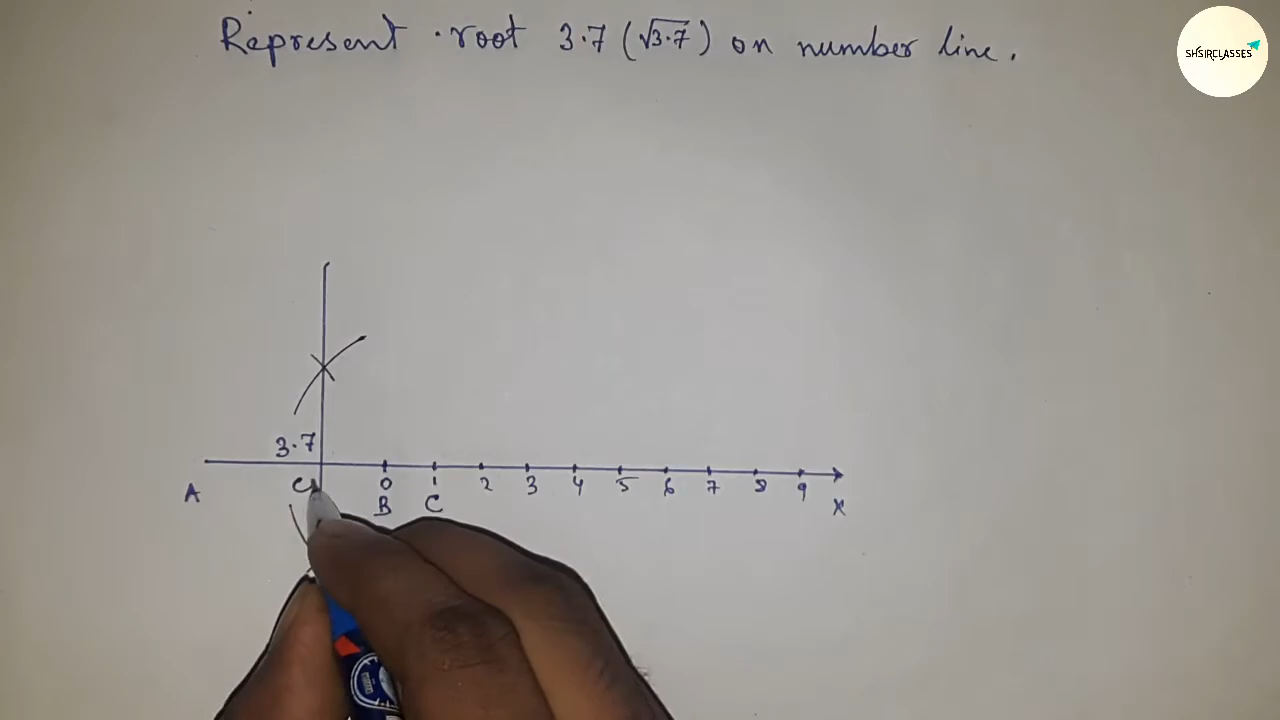 Represent root 3.7 (√3.7) on number line.
SHSIRCLASSES
3.7
0 1 2 3 4 5 6 7 8 9
A B C X